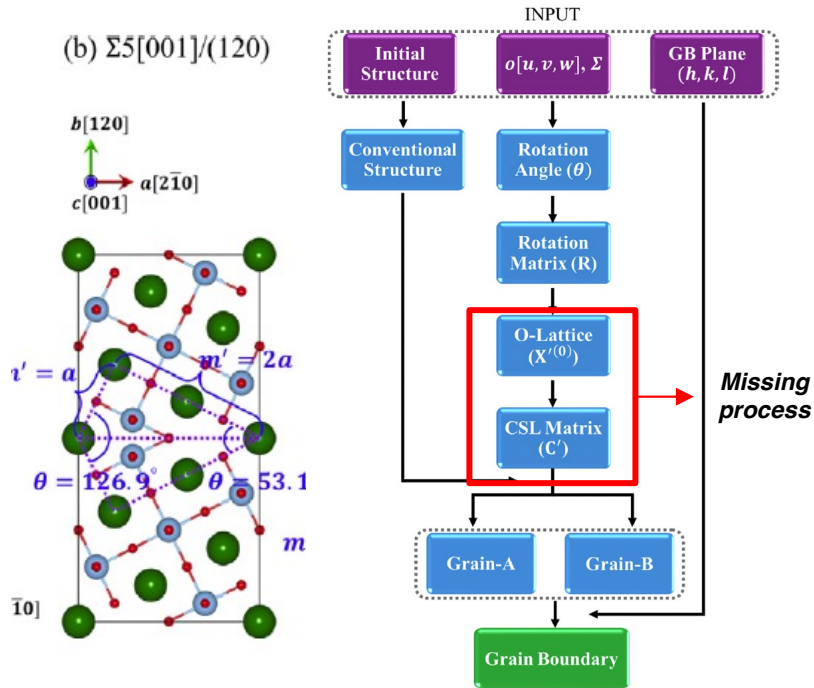 (b) Σ5[001]/(120)
b[120]
a[21̄0]
c[001]
ı' = a
m' = 2a
θ = 126.9°
θ = 53.1
m
1̄0]
INPUT
Initial
Structure
o[u, v, w], Σ
GB Plane
(h, k, l)
Conventional
Structure
Rotation
Angle (θ)
Rotation
Matrix (R)
O-Lattice
(X'⁽⁰⁾)
CSL Matrix
(C')
Missing
process
Grain-A
Grain-B
Grain Boundary